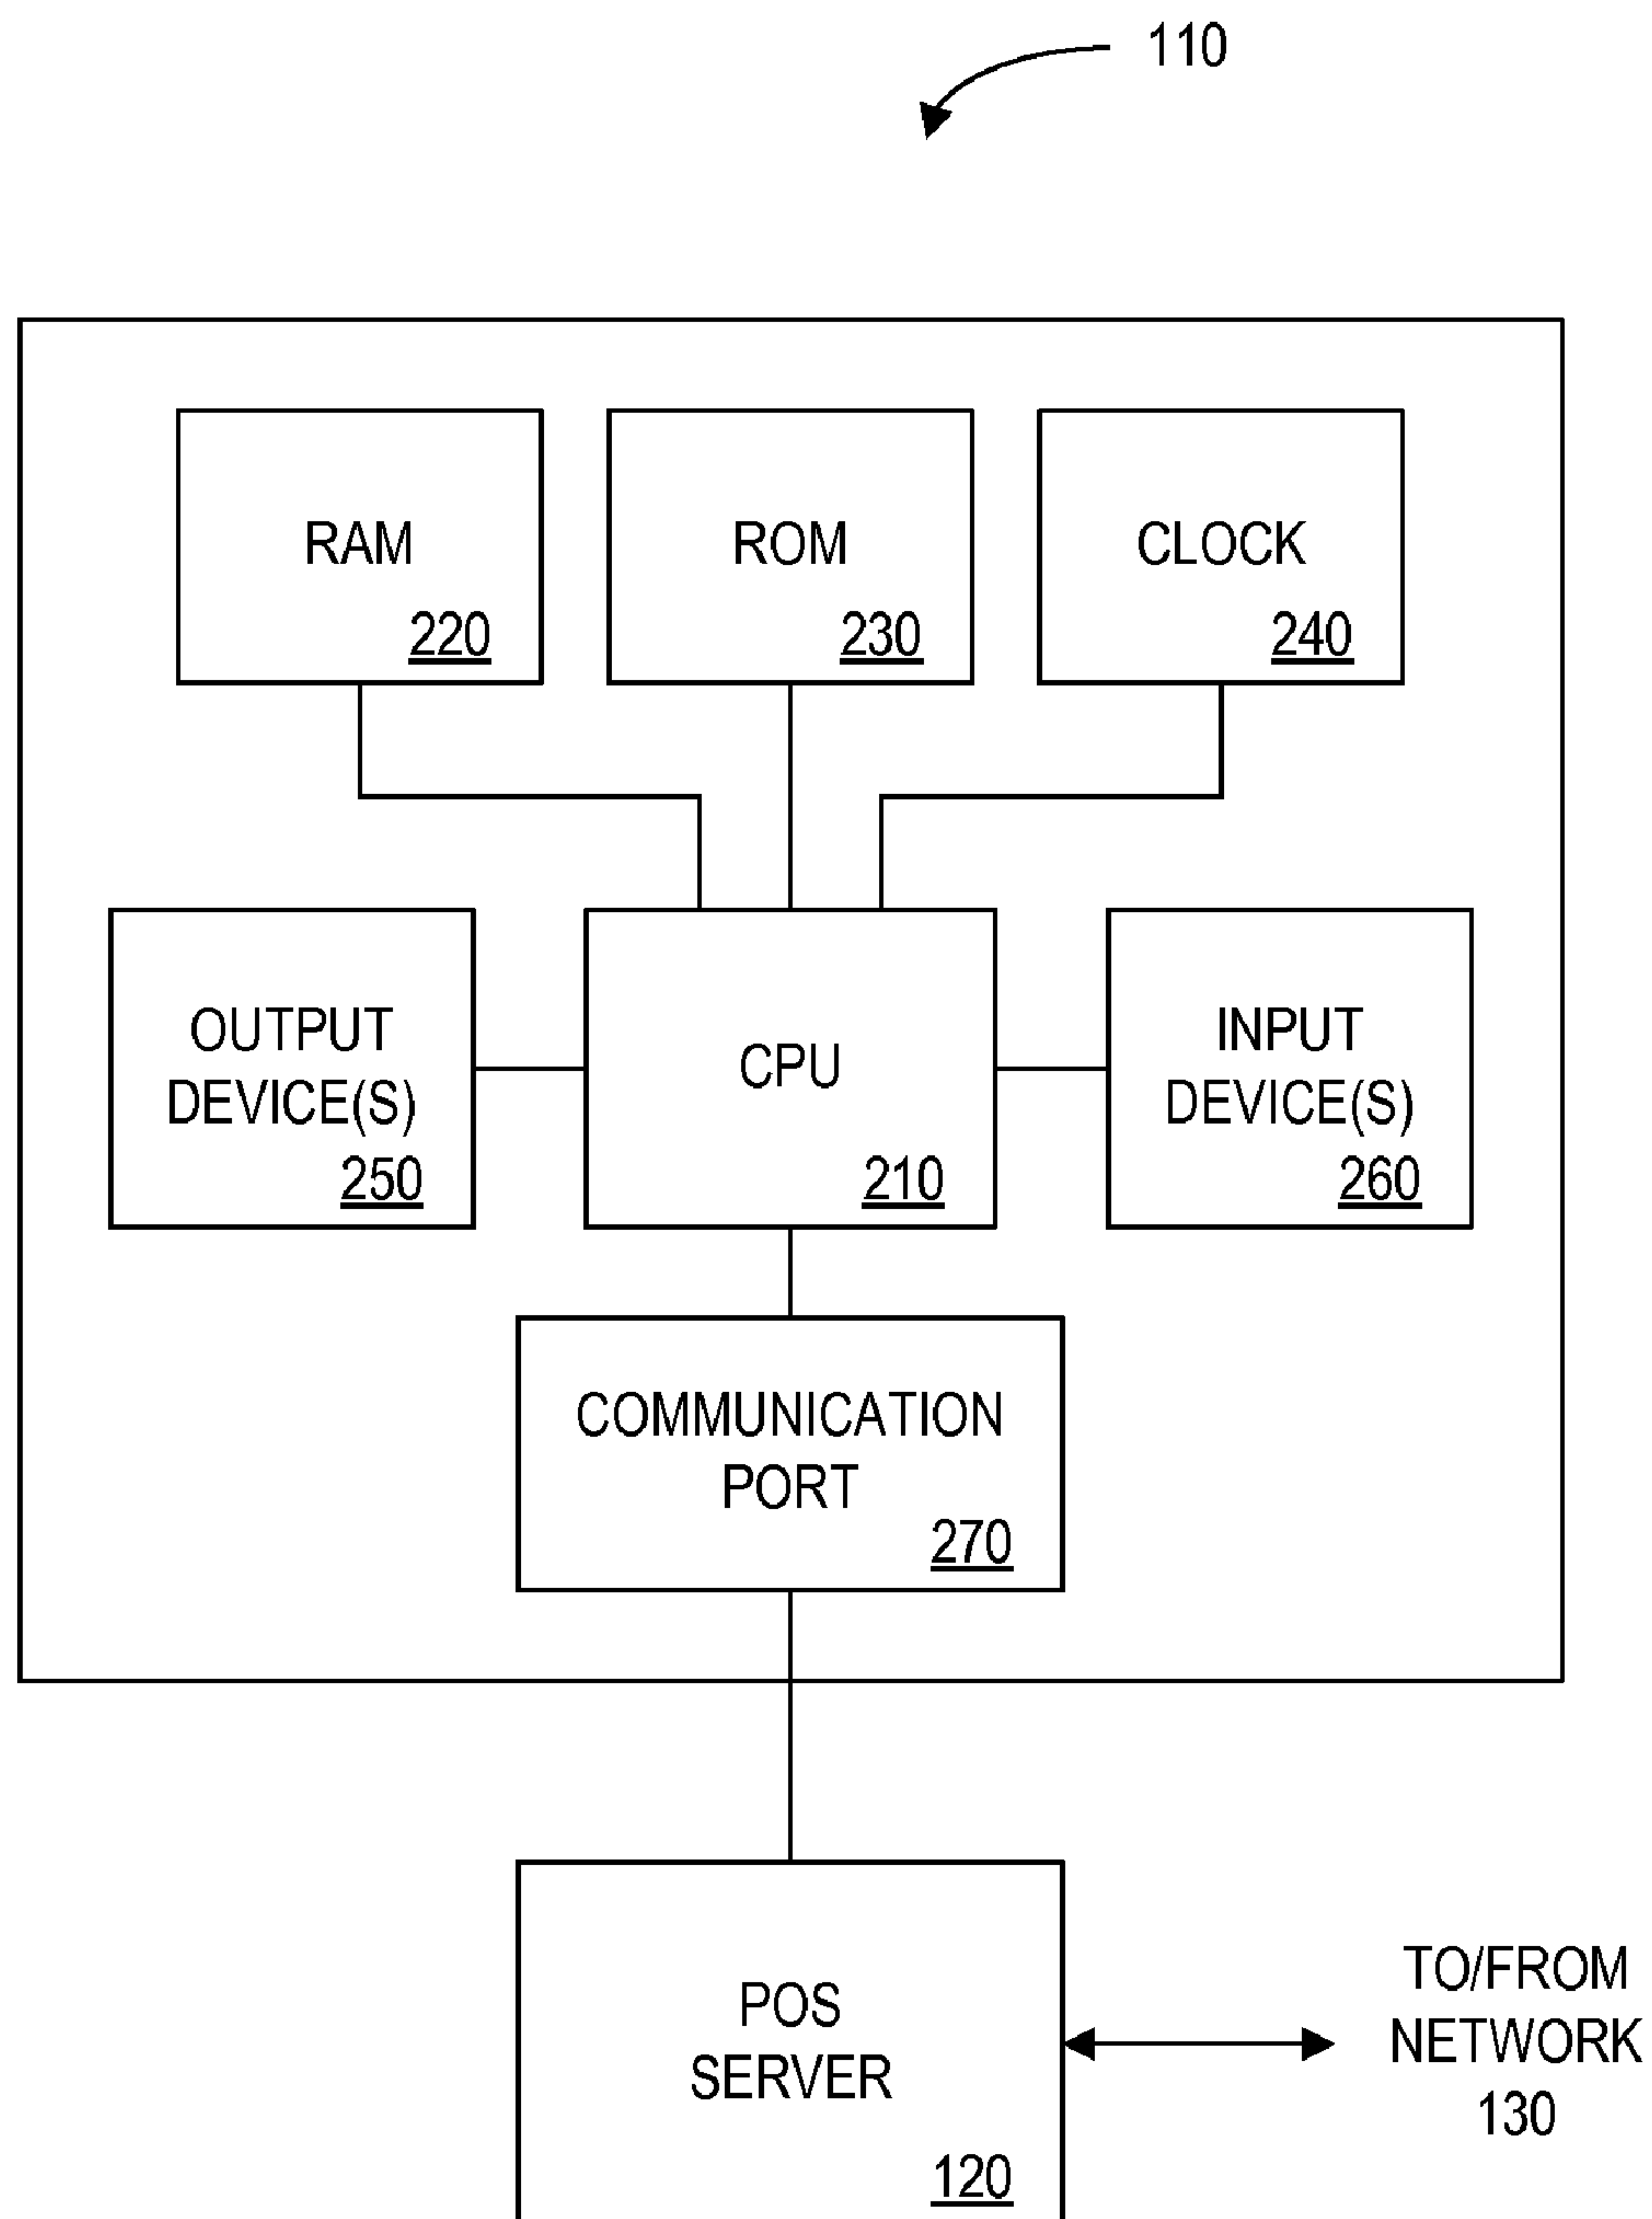 110
RAM
220
ROM
230
CLOCK
240
OUTPUT
DEVICE(S)
250
CPU
210
INPUT
DEVICE(S)
260
COMMUNICATION
PORT
270
POS
SERVER
120
TO/FROM
NETWORK
130